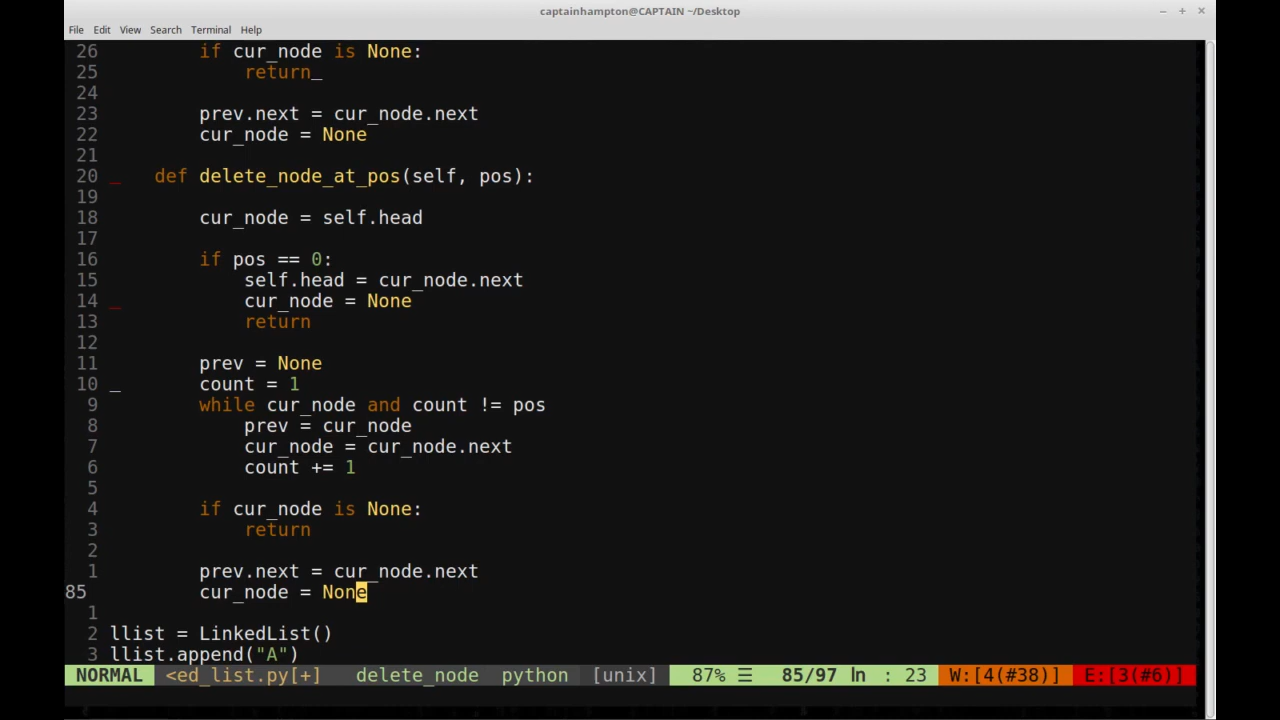 captainhampton@CAPTAIN ~/Desktop
File Edit View Search Terminal Help
26 if cur_node is None:
25 return_
24
23 prev.next = cur_node.next
22 cur_node = None
21
20 _ def delete_node_at_pos(self, pos):
19
18 cur_node = self.head
17
16 if pos == 0:
15 self.head = cur_node.next
14 _ cur_node = None
13 return
12
11 prev = None
10 _ count = 1
9 while cur_node and count != pos
8 prev = cur_node
7 cur_node = cur_node.next
6 count += 1
5
4 if cur_node is None:
3 return
2
1 prev.next = cur_node.next
85 cur_node = None
1
2 llist = LinkedList()
3 llist.append("A")
NORMAL <ed_list.py[+] delete_node python [unix] 87% ☰ 85/97 ln : 23 W:[4(#38)] E:[3(#6)]